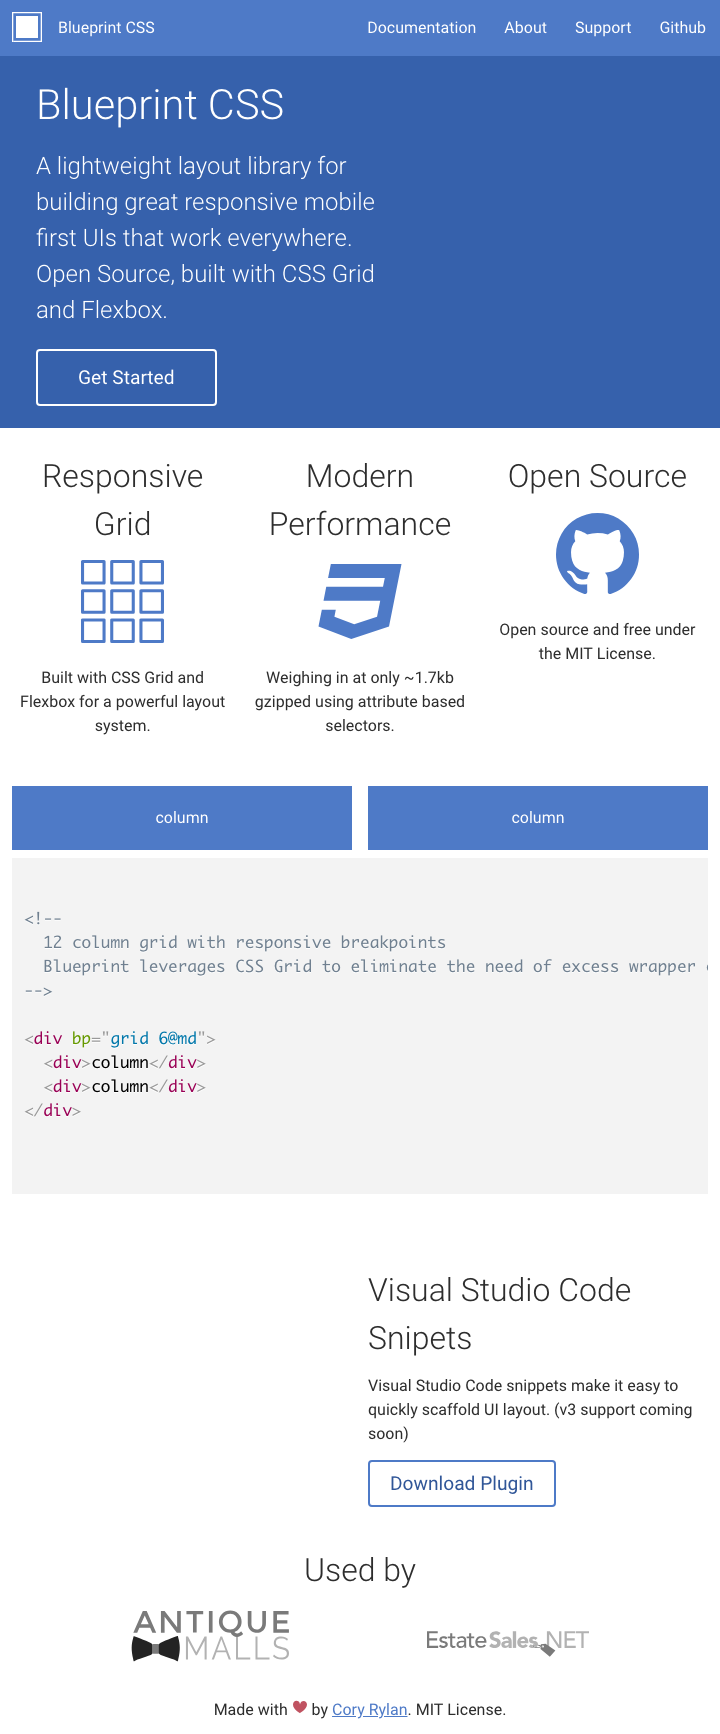 Blueprint CSS
Documentation
About
Support
Github
Blueprint CSS
A lightweight layout library for
building great responsive mobile
first UIs that work everywhere.
Open Source, built with CSS Grid
and Flexbox.
Get Started
Responsive
Grid
Built with CSS Grid and
Flexbox for a powerful layout
system.
Modern
Performance
Weighing in at only ~1.7kb
gzipped using attribute based
selectors.
Open Source
Open source and free under
the MIT License.
column
column
<!--
  12 column grid with responsive breakpoints
  Blueprint leverages CSS Grid to eliminate the need of excess wrapper
-->
<div bp="grid 6@md">
  <div>column</div>
  <div>column</div>
</div>
Visual Studio Code
Snipets
Visual Studio Code snippets make it easy to
quickly scaffold UI layout. (v3 support coming
soon)
Download Plugin
Used by
ANTIQUE
MALLS
EstateSales.NET
Made with ❤ by Cory Rylan. MIT License.